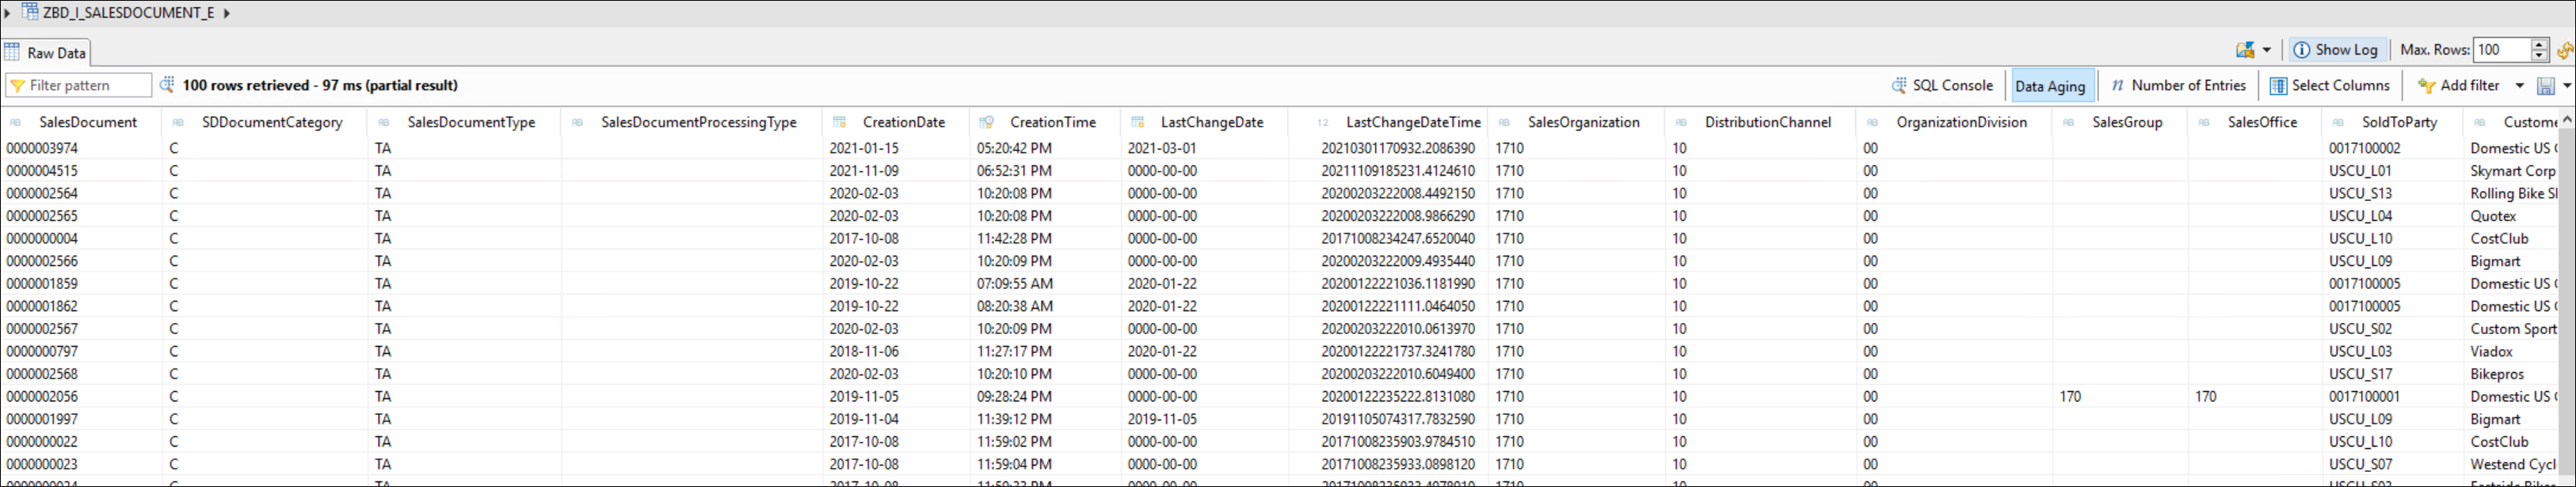 ZBD_I_SALESDOCUMENT_E
Raw Data Show Log Max. Rows: 100
Filter pattern 100 rows retrieved - 97 ms (partial result) SQL Console Data Aging n Number of Entries Select Columns Add filter
AB SalesDocument AB SDDocumentCategory AB SalesDocumentType AB SalesDocumentProcessingType CreationDate CreationTime LastChangeDate 12 LastChangeDateTime AB SalesOrganization AB DistributionChannel AB OrganizationDivision AB SalesGroup AB SalesOffice AB SoldToParty AB Custome
0000003974 C TA 2021-01-15 05:20:42 PM 2021-03-01 20210301170932.2086390 1710 10 00 0017100002 Domestic US
0000004515 C TA 2021-11-09 06:52:31 PM 0000-00-00 20211109185231.4124610 1710 10 00 USCU_L01 Skymart Corp
0000002564 C TA 2020-02-03 10:20:08 PM 0000-00-00 20200203222008.4492150 1710 10 00 USCU_S13 Rolling Bike
0000002565 C TA 2020-02-03 10:20:08 PM 0000-00-00 20200203222008.9866290 1710 10 00 USCU_L04 Quotex
0000000004 C TA 2017-10-08 11:42:28 PM 0000-00-00 20171008234247.6520040 1710 10 00 USCU_L10 CostClub
0000002566 C TA 2020-02-03 10:20:09 PM 0000-00-00 20200203222009.4935440 1710 10 00 USCU_L09 Bigmart
0000001859 C TA 2019-10-22 07:09:55 AM 2020-01-22 20200122221036.1181990 1710 10 00 0017100005 Domestic US
0000001862 C TA 2019-10-22 08:20:38 AM 2020-01-22 20200122221111.0464050 1710 10 00 0017100005 Domestic US
0000002567 C TA 2020-02-03 10:20:09 PM 0000-00-00 20200203222010.0613970 1710 10 00 USCU_S02 Custom Sport
0000000797 C TA 2018-11-06 11:27:17 PM 2020-01-22 20200122221737.3241780 1710 10 00 USCU_L03 Viadox
0000002568 C TA 2020-02-03 10:20:10 PM 0000-00-00 20200203222010.6049400 1710 10 00 USCU_S17 Bikepros
0000002056 C TA 2019-11-05 09:28:24 PM 0000-00-00 20200122235222.8131080 1710 10 00 170 170 0017100001 Domestic US
0000001997 C TA 2019-11-04 11:39:12 PM 2019-11-05 20191105074317.7832590 1710 10 00 USCU_L09 Bigmart
0000000022 C TA 2017-10-08 11:59:02 PM 0000-00-00 20171008235903.9784510 1710 10 00 USCU_L10 CostClub
0000000023 C TA 2017-10-08 11:59:04 PM 0000-00-00 20171008235933.0898120 1710 10 00 USCU_S07 Westend Cycl